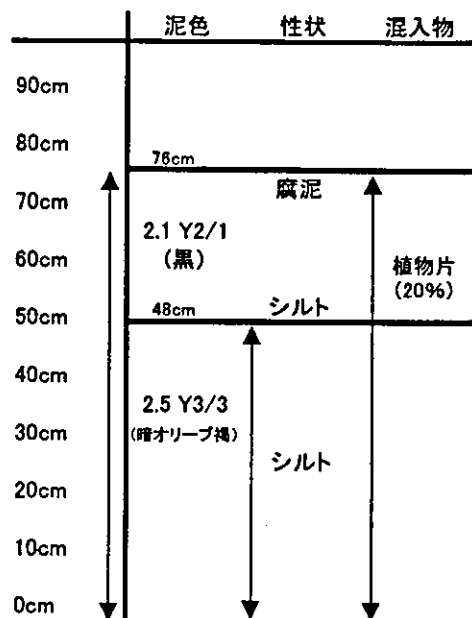 泥色 性状 混入物
90cm
80cm
76cm
腐泥
70cm
2.1 Y2/1
(黒)
60cm
植物片
(20%)
シルト
50cm
48cm
40cm
2.5 Y3/3
(暗オリーブ褐)
30cm
シルト
20cm
10cm
0cm